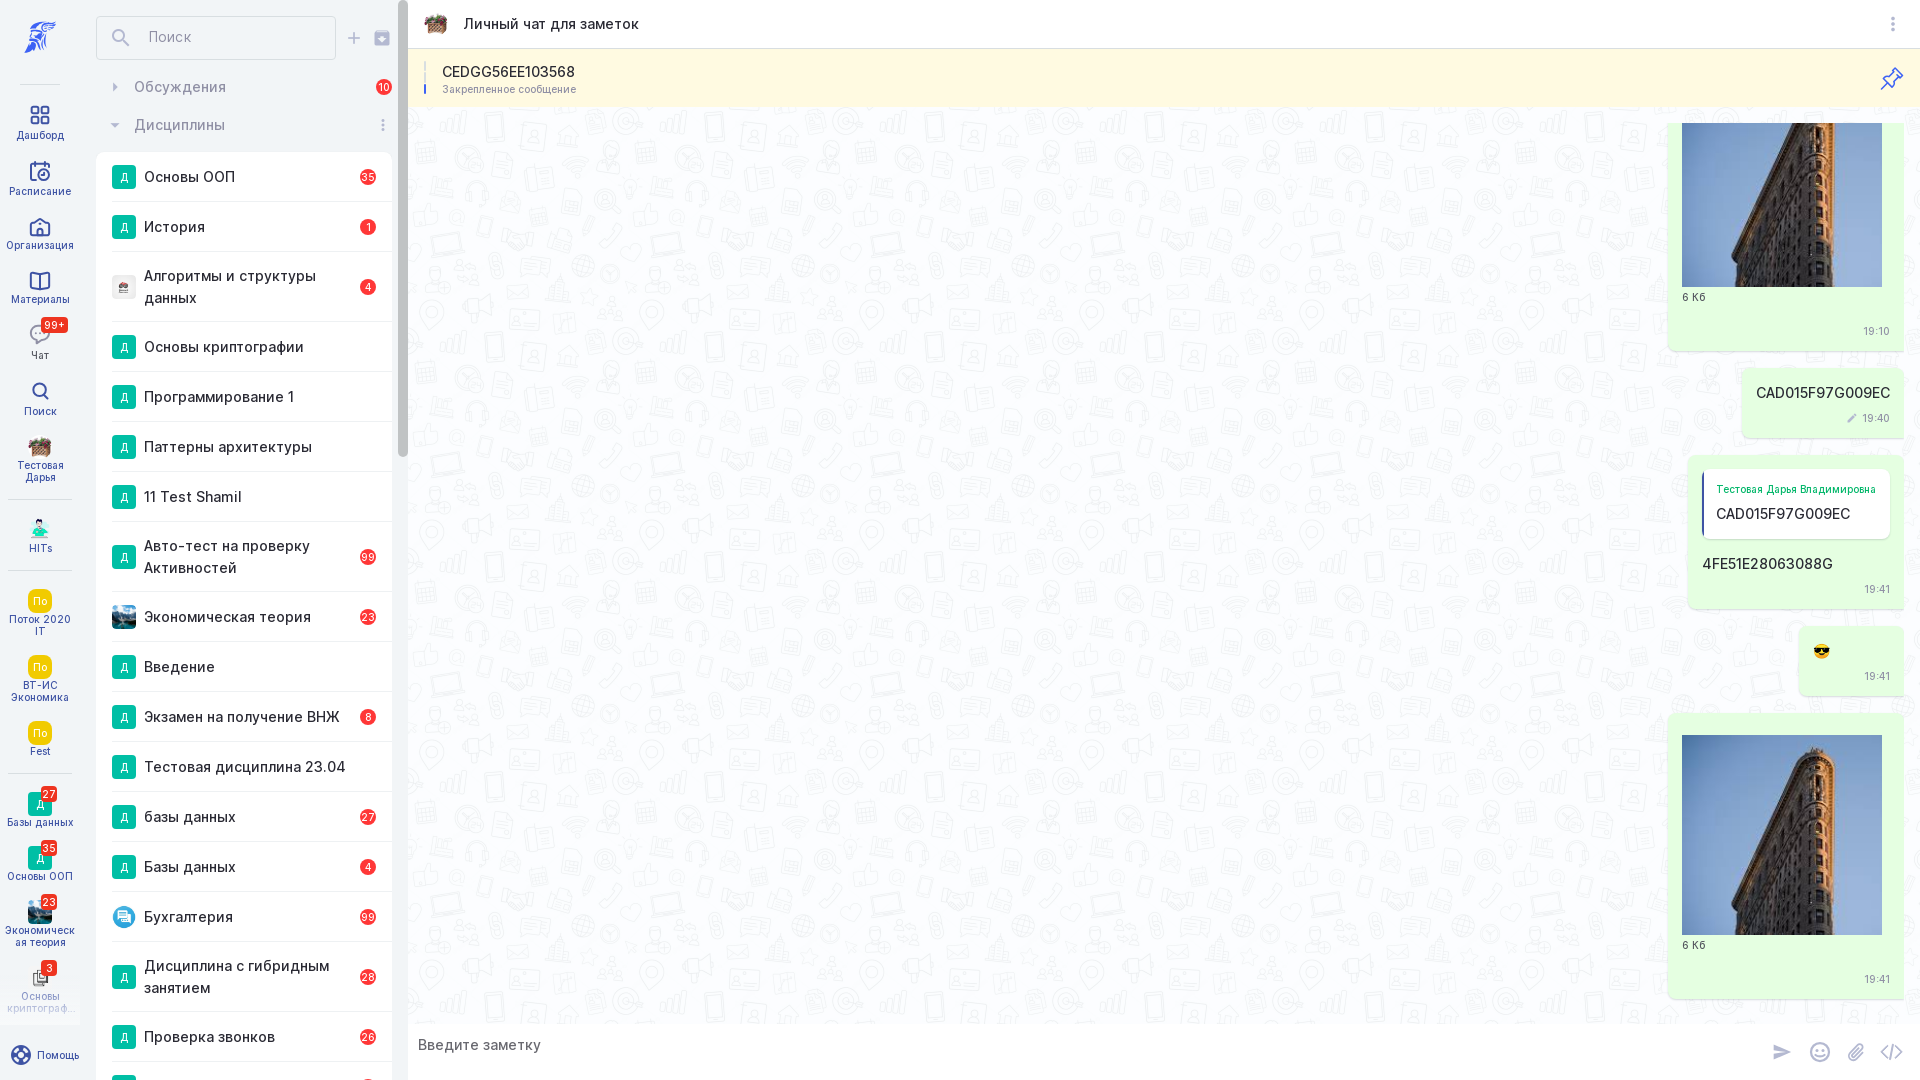 Дашборд
Расписание
Организация
Материалы
99+
Чат
Поиск
Тестовая
Дарья
HITs
По
Поток 2020
IT
По
ВТ-ИС
Экономика
По
Fest
27
Д
Базы данных
35
Д
Основы ООП
23
Экономическ
ая теория
3
Основы
криптограф...
Помощь
Поиск
Обсуждения
10
Дисциплины
Д
Основы ООП
35
Д
История
1
Алгоритмы и структуры
данных
4
Д
Основы криптографии
Д
Программирование 1
Д
Паттерны архитектуры
Д
11 Test Shamil
Д
Авто-тест на проверку
Активностей
99
Экономическая теория
23
Д
Введение
Д
Экзамен на получение ВНЖ
8
Д
Тестовая дисциплина 23.04
Д
базы данных
27
Д
Базы данных
4
Бухгалтерия
99
Д
Дисциплина с гибридным
занятием
28
Д
Проверка звонков
26
Личный чат для заметок
CEDGG56EE103568
Закрепленное сообщение
6 Кб
19:10
CAD015F97G009EC
19:40
Тестовая Дарья Владимировна
CAD015F97G009EC
4FE51E28063088G
19:41
😎
19:41
6 Кб
19:41
Введите заметку